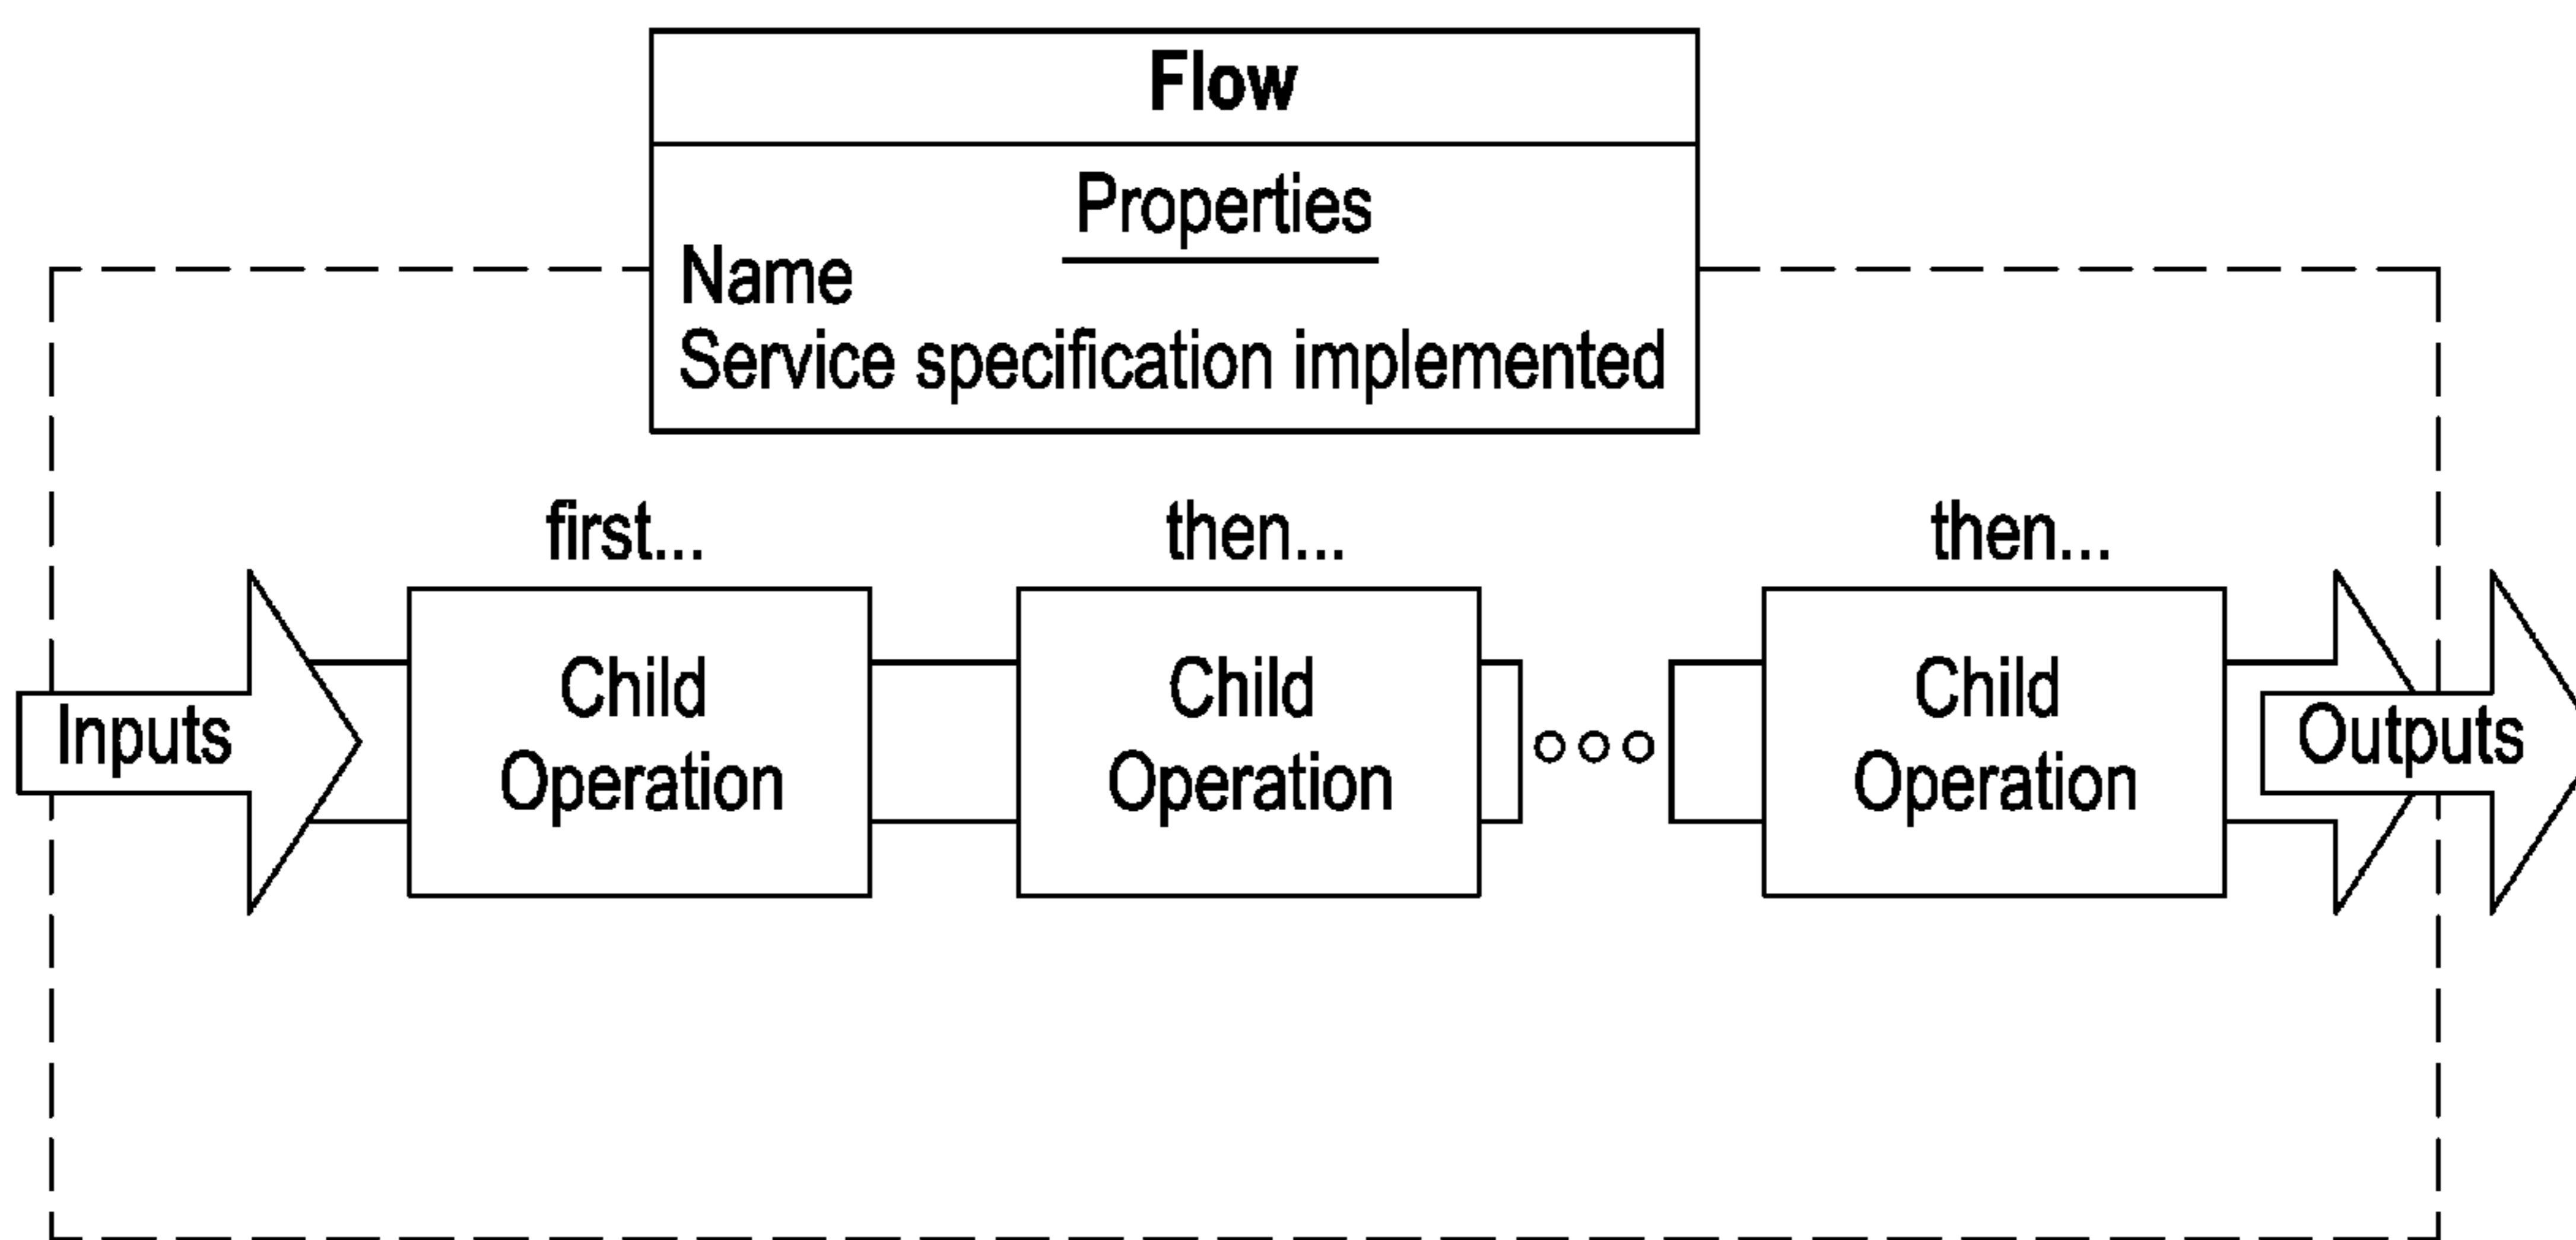 Flow
Properties
Name
Service specification implemented
first...
then...
then...
Inputs
Child
Operation
Child
Operation
Child
Operation
Outputs